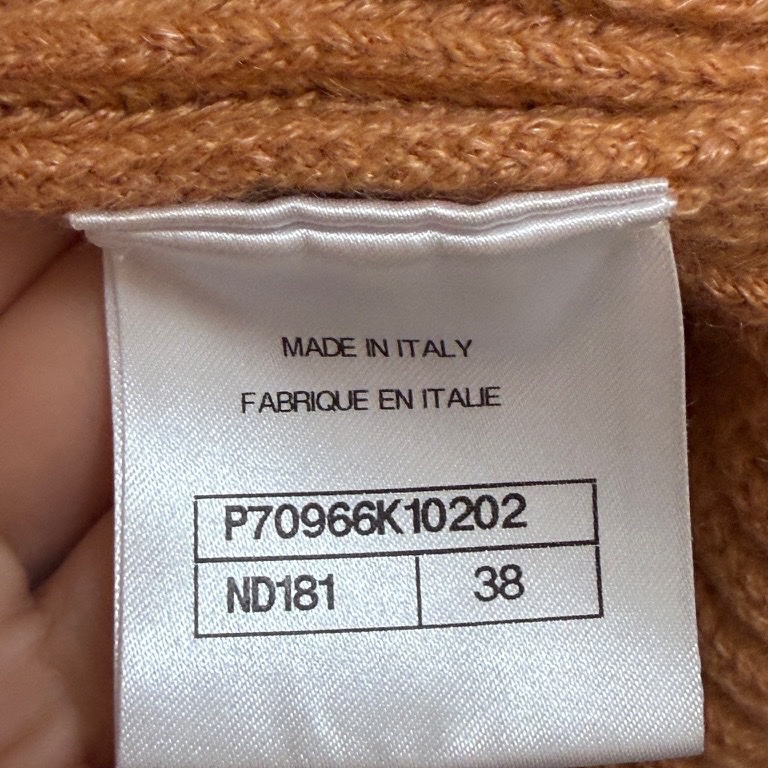 MADE IN ITALY
FABRIQUE EN ITALIE
P70966K10202
ND181 38